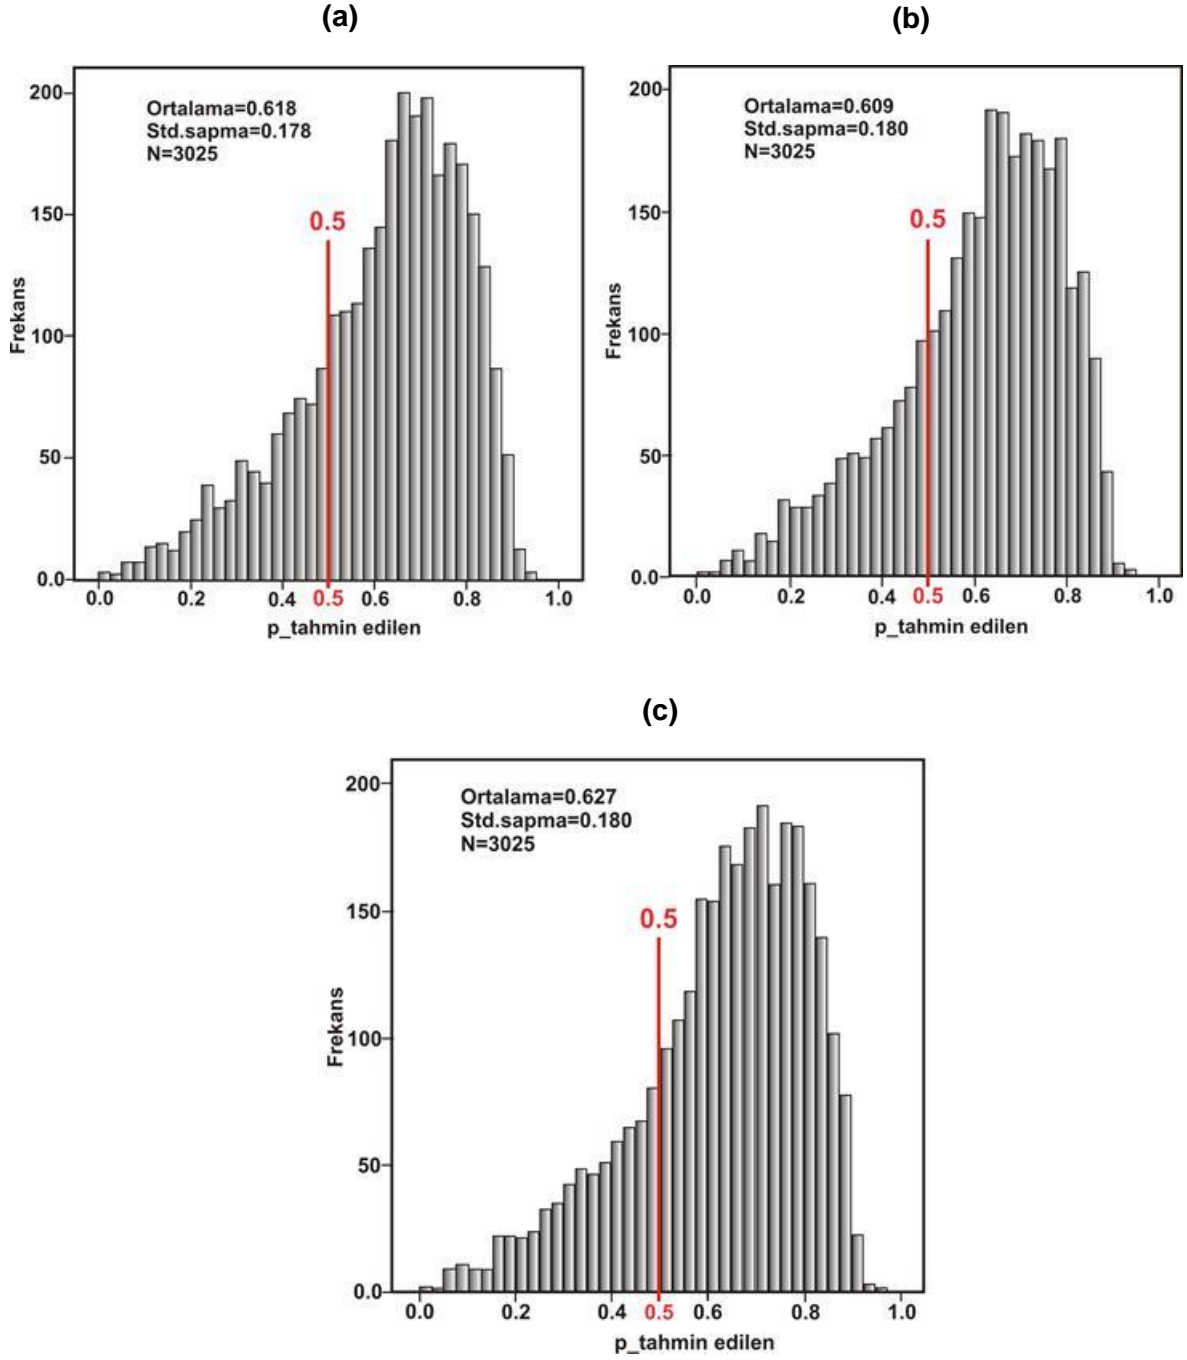 (a)
Ortalama=0.618
Std.sapma=0.178
N=3025
0.5
200
150
100
50
0.0
Frekans
0.0 0.2 0.4 0.5 0.6 0.8 1.0
p_tahmin edilen
(b)
Ortalama=0.609
Std.sapma=0.180
N=3025
0.5
200
150
100
50
0.0
Frekans
0.0 0.2 0.4 0.5 0.6 0.8 1.0
p_tahmin edilen
(c)
Ortalama=0.627
Std.sapma=0.180
N=3025
0.5
200
150
100
50
0.0
Frekans
0.0 0.2 0.4 0.5 0.6 0.8 1.0
p_tahmin edilen